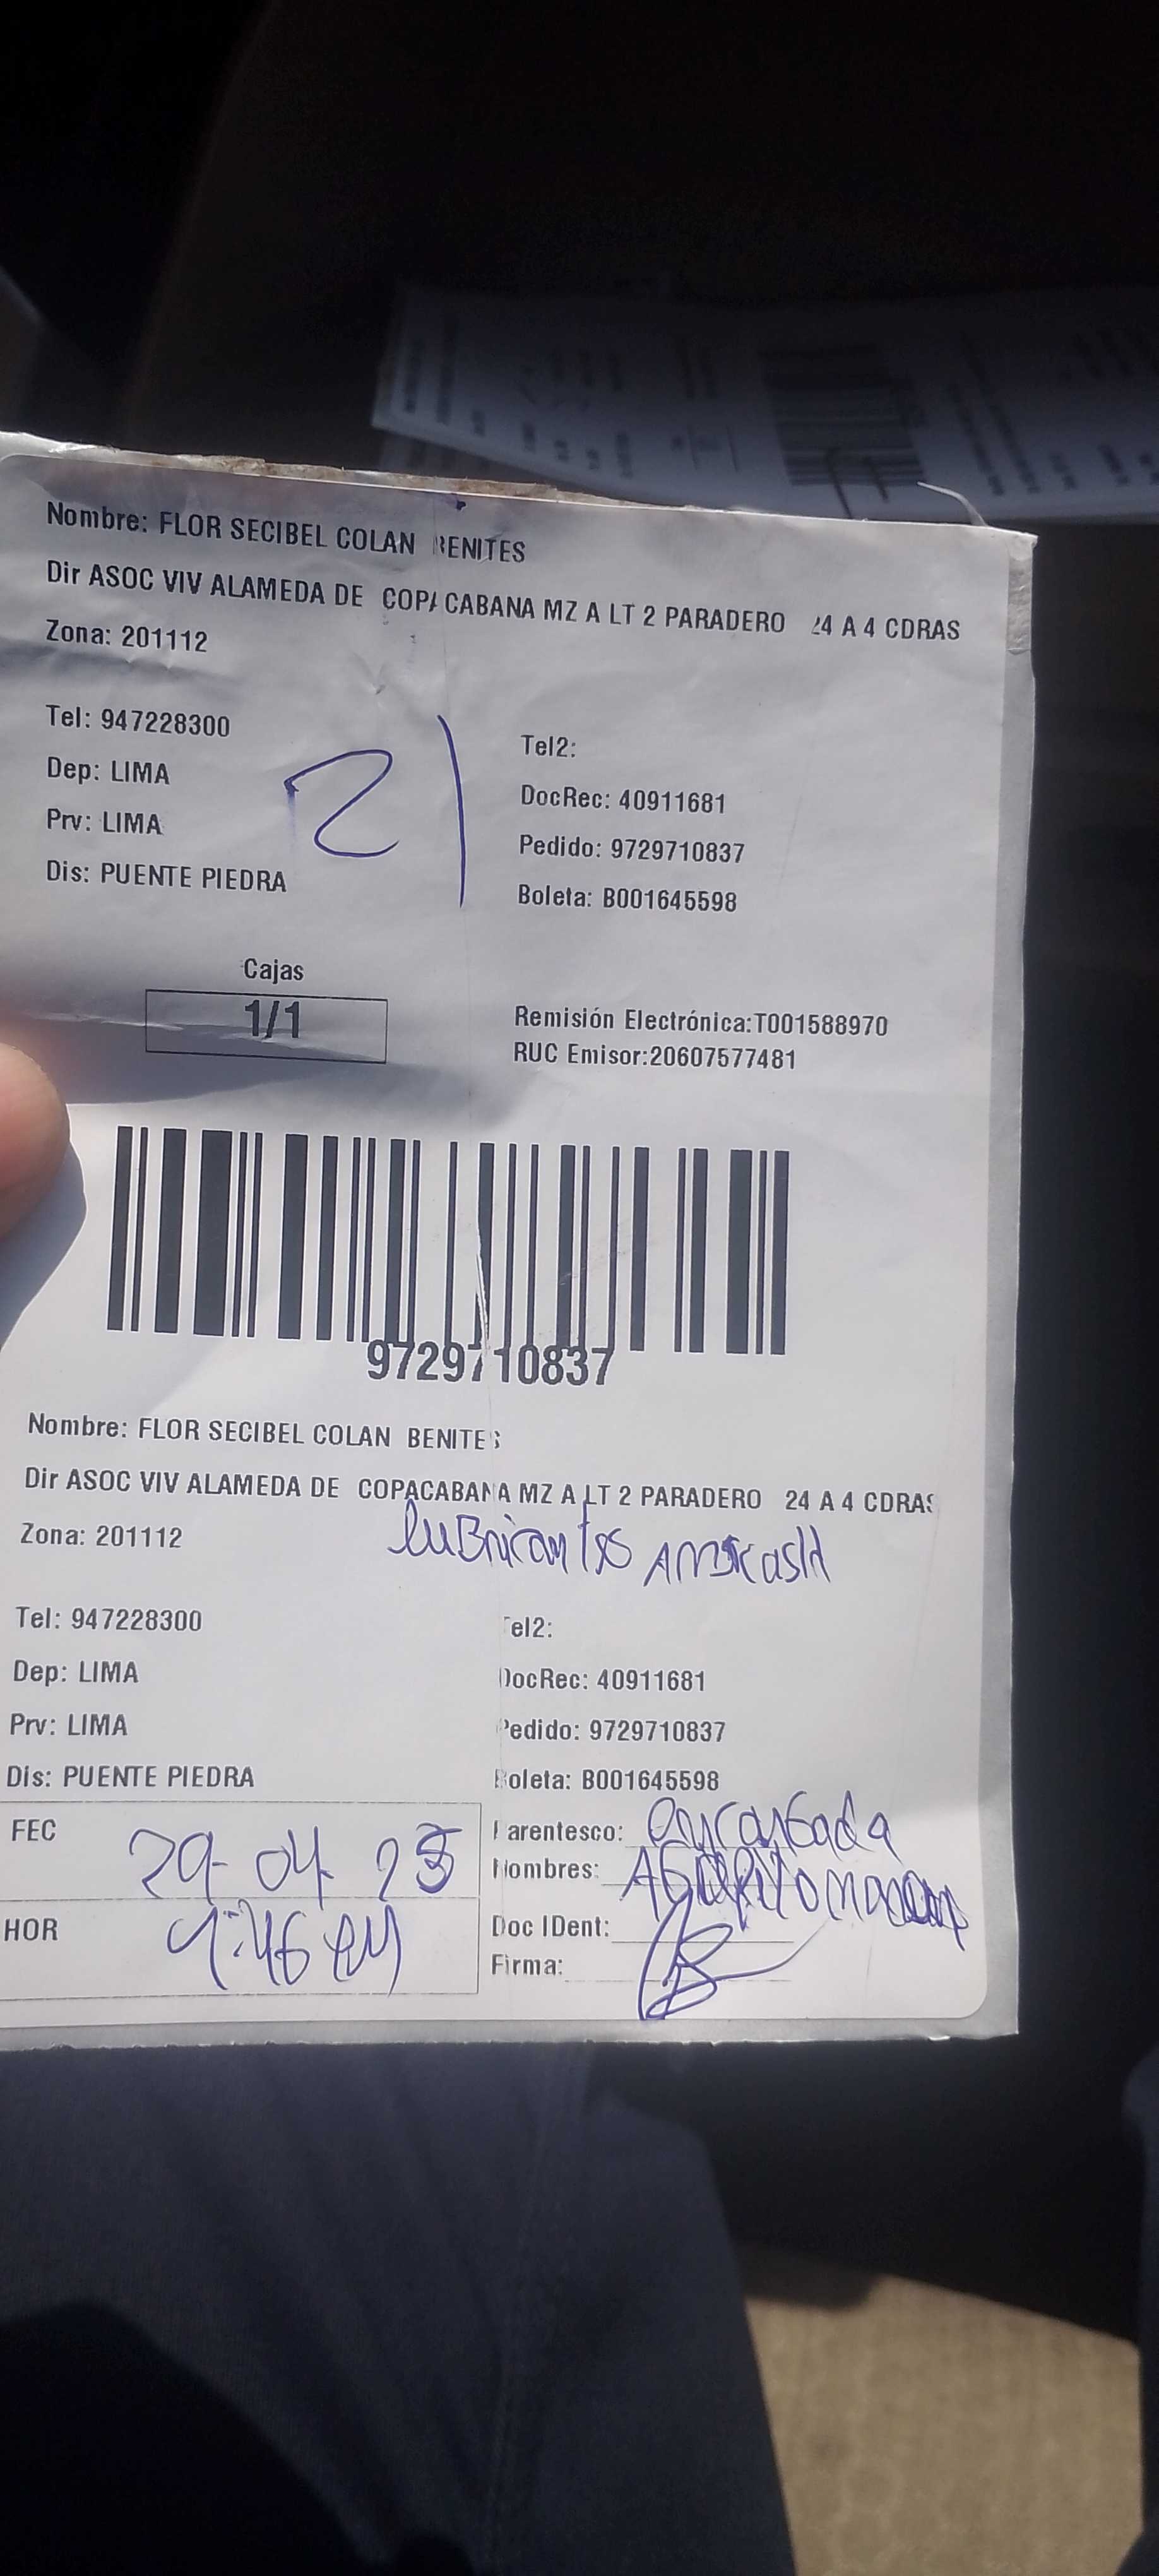 Nombre: FLOR SECIBEL COLAN BENITES
Dir ASOC VIV ALAMEDA DE COPACABANA MZ A LT 2 PARADERO 24 A 4 CDRAS
Zona: 201112
Tel: 947228300
Tel2:
Dep: LIMA
DocRec: 40911681
Prv: LIMA
Pedido: 9729710837
Dis: PUENTE PIEDRA
Boleta: B001645598
21
Cajas
1/1
Remisión Electrónica:T001588970
RUC Emisor:20607577481
9729710837
Nombre: FLOR SECIBEL COLAN BENITES
Dir ASOC VIV ALAMEDA DE COPACABANA MZ A LT 2 PARADERO 24 A 4 CDRAS
Zona: 201112
luBricantes
Tel: 947228300
Tel2:
Dep: LIMA
DocRec: 40911681
Prv: LIMA
Pedido: 9729710837
Dis: PUENTE PIEDRA
Boleta: B001645598
FEC 29-04
Parentesco: encargada
Nombres:
HOR 9:46
Doc IDent:
Firma: